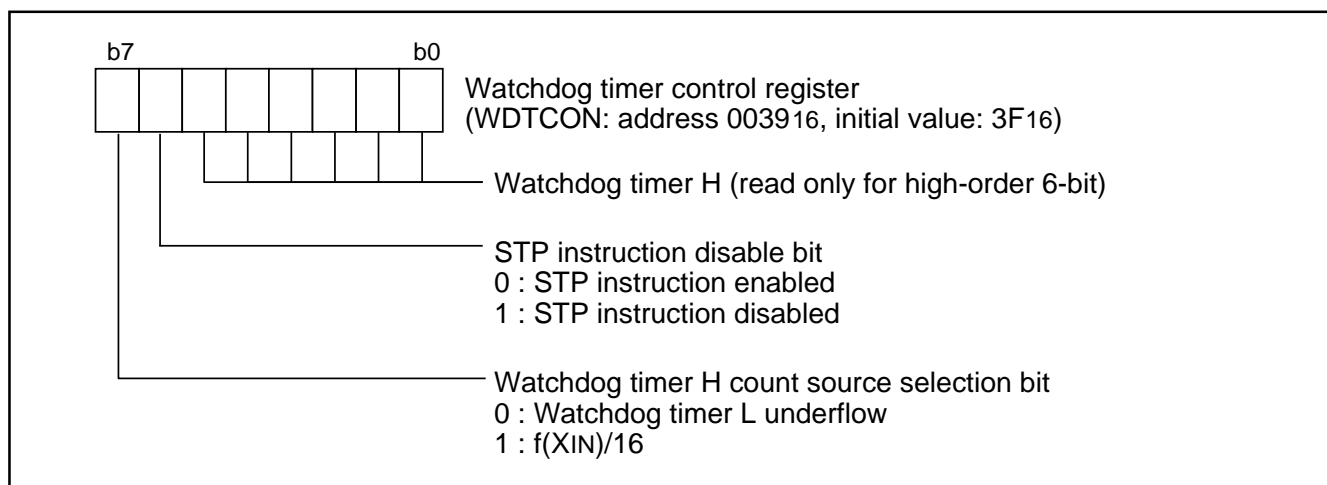 b7 b0
Watchdog timer control register
(WDTCON: address 003916, initial value: 3F16)
Watchdog timer H (read only for high-order 6-bit)
STP instruction disable bit
0 : STP instruction enabled
1 : STP instruction disabled
Watchdog timer H count source selection bit
0 : Watchdog timer L underflow
1 : f(XIN)/16